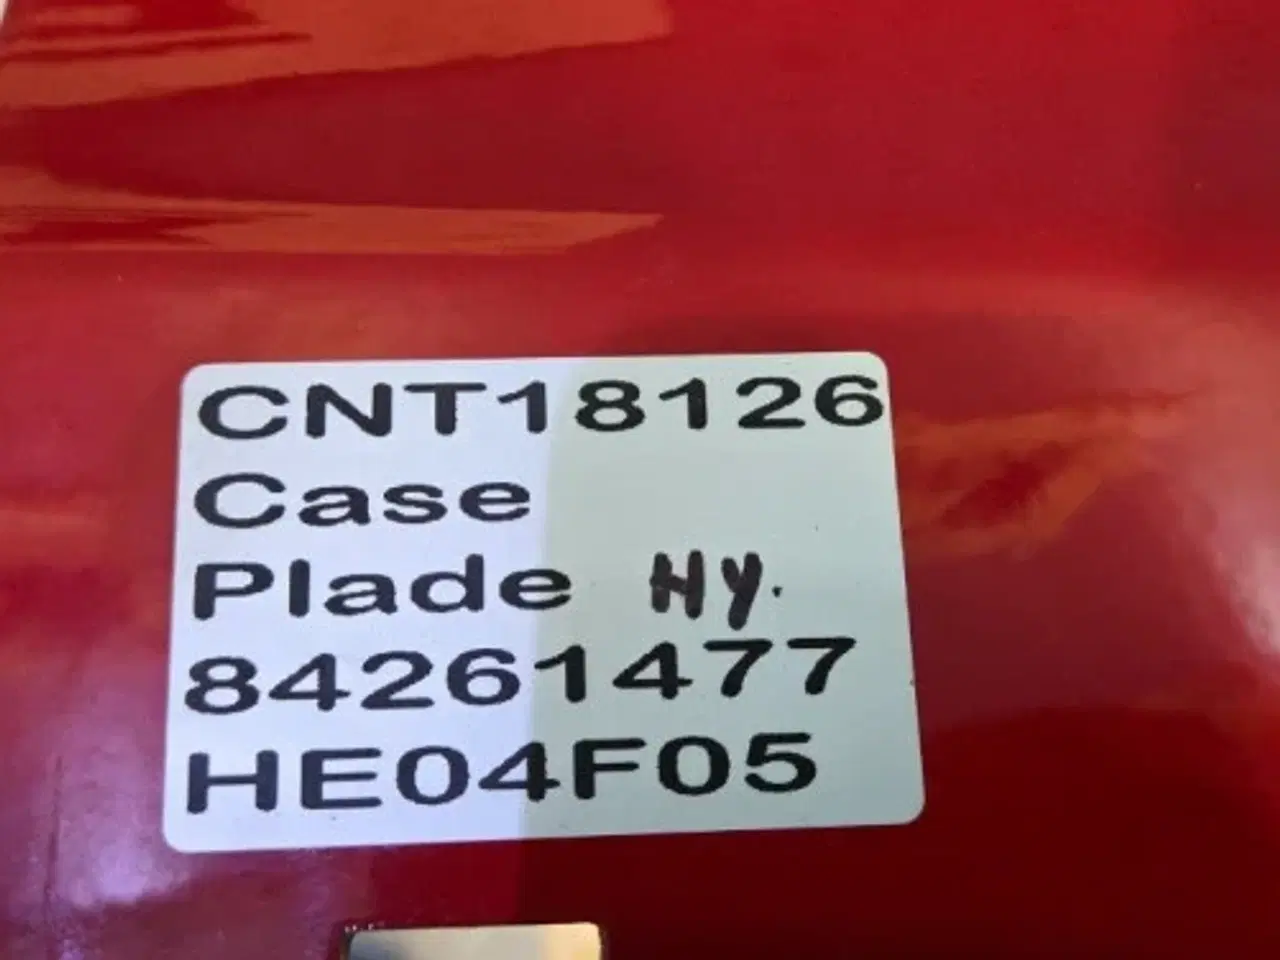 CNT18126
Case
Plade Hy.
84261477
HE04F05